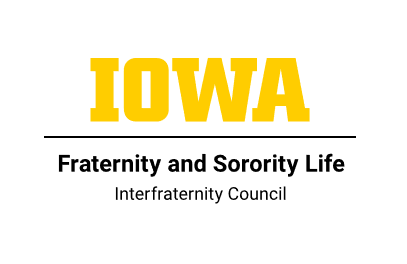 IOWA
Fraternity and Sorority Life
Interfraternity Council